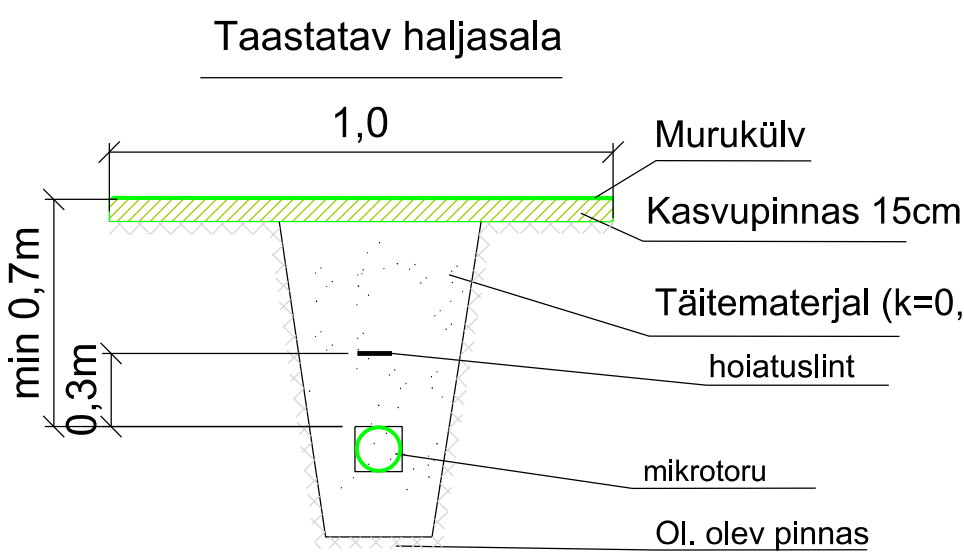 Taastatav haljasala
1,0
Murukülv
Kasvupinnas 15cm
min 0,7m
Täitematerjal (k=0,
0,3m
hoiatuslint
mikrotoru
Ol. olev pinnas